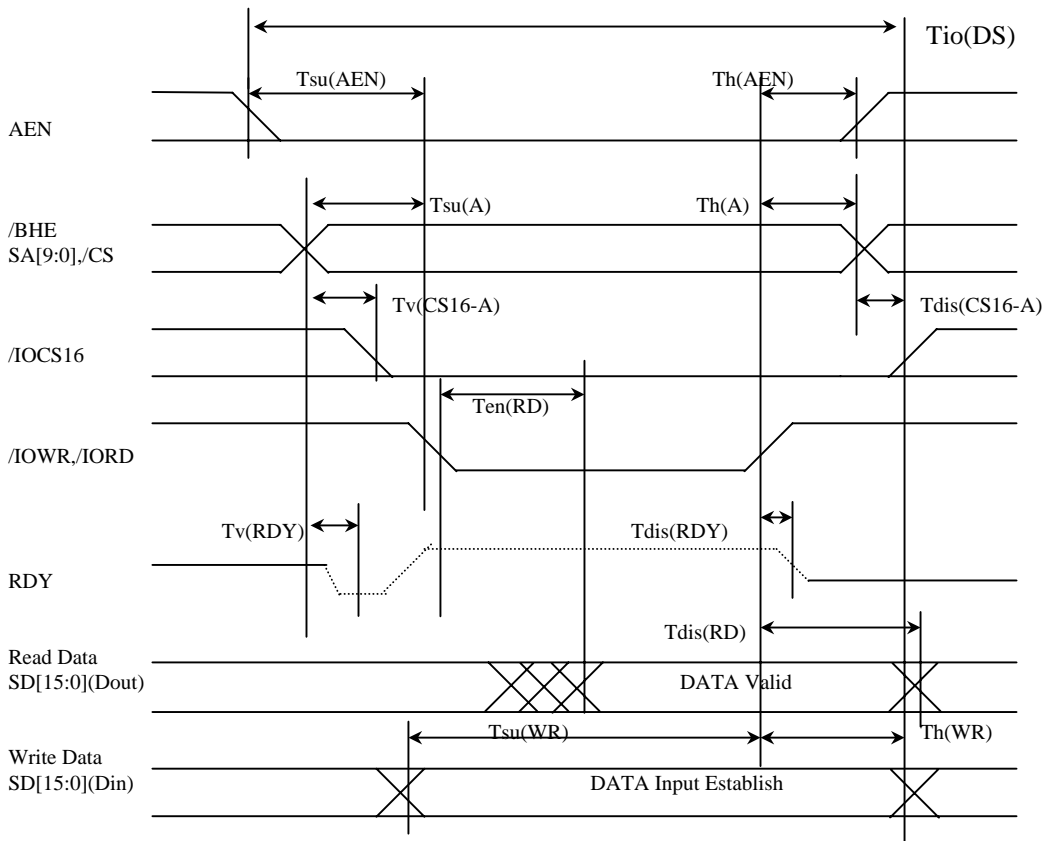 Tio(DS)
Tsu(AEN)
Th(AEN)
AEN
Tsu(A)
Th(A)
/BHE
SA[9:0],/CS
Tv(CS16-A)
Tdis(CS16-A)
/IOCS16
Ten(RD)
/IOWR,/IORD
Tv(RDY)
Tdis(RDY)
RDY
Tdis(RD)
Read Data
SD[15:0](Dout)
DATA Valid
Tsu(WR)
Th(WR)
Write Data
SD[15:0](Din)
DATA Input Establish